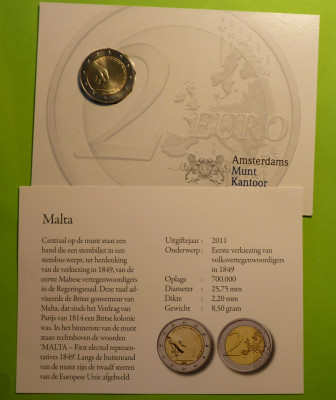 2 EURO
Amsterdams
Munt
Kantoor
Malta
Centraal op de munt staat een
hand die een stembiljet in een
stembus werpt, ter herdenking
van de verkiezing in 1849, van de
eerste Maltese vertegenwoordigers
in de Regeringsraad. Deze raad ad-
viseerde de Britse gouverneur van
Malta, dat sinds het Verdrag van
Parijs van 1814 een Britse kolonie
was. In het binnenste van de munt
staan rechtsboven de woorden
'MALTA – First elected represen-
tatives 1849'. Langs de buitenrand
van de munt zijn de twaalf sterren
van de Europese Unie afgebeeld.
Uitgiftejaar : 2011
Onderwerp : Eerste verkiezing van
volksvertegenwoordigers
in 1849
Oplage : 700.000
Diameter : 25,75 mm
Dikte : 2,20 mm
Gewicht : 8,50 gram
2 EURO